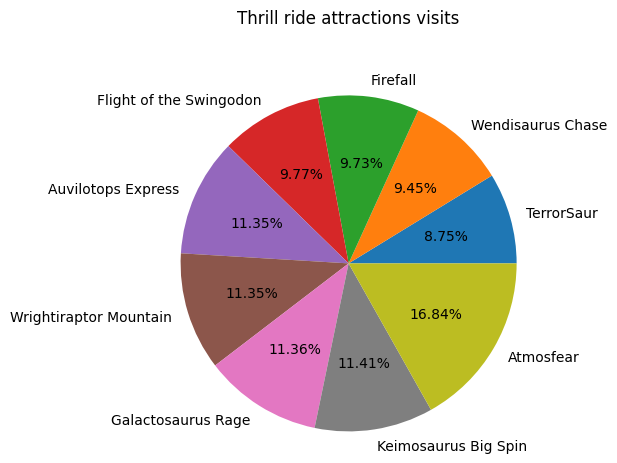 Thrill ride attractions visits
Firefall
Flight of the Swingodon
Wendisaurus Chase
9.73%
9.77%
9.45%
Auvilotops Express
TerrorSaur
11.35%
8.75%
11.35%
Wrightiraptor Mountain
16.84%
11.36%
11.41%
Atmosfear
Galactosaurus Rage
Keimosaurus Big Spin